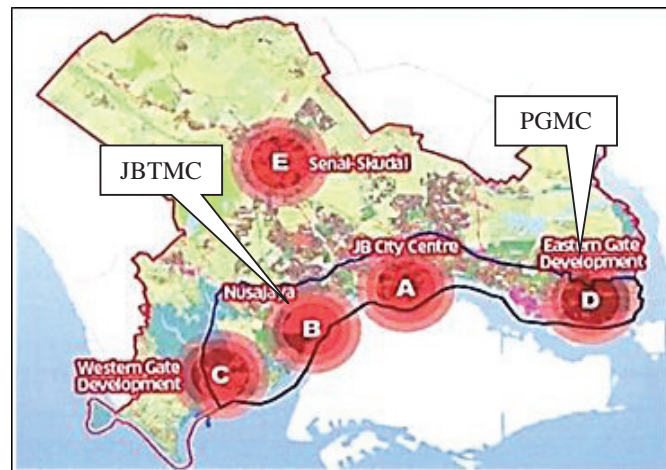 PGMC
JBTMC
E
Senai-Skudai
JB City Centre
Eastern Gate
Development
Nusajaya
A
D
B
Western Gate
Development
C